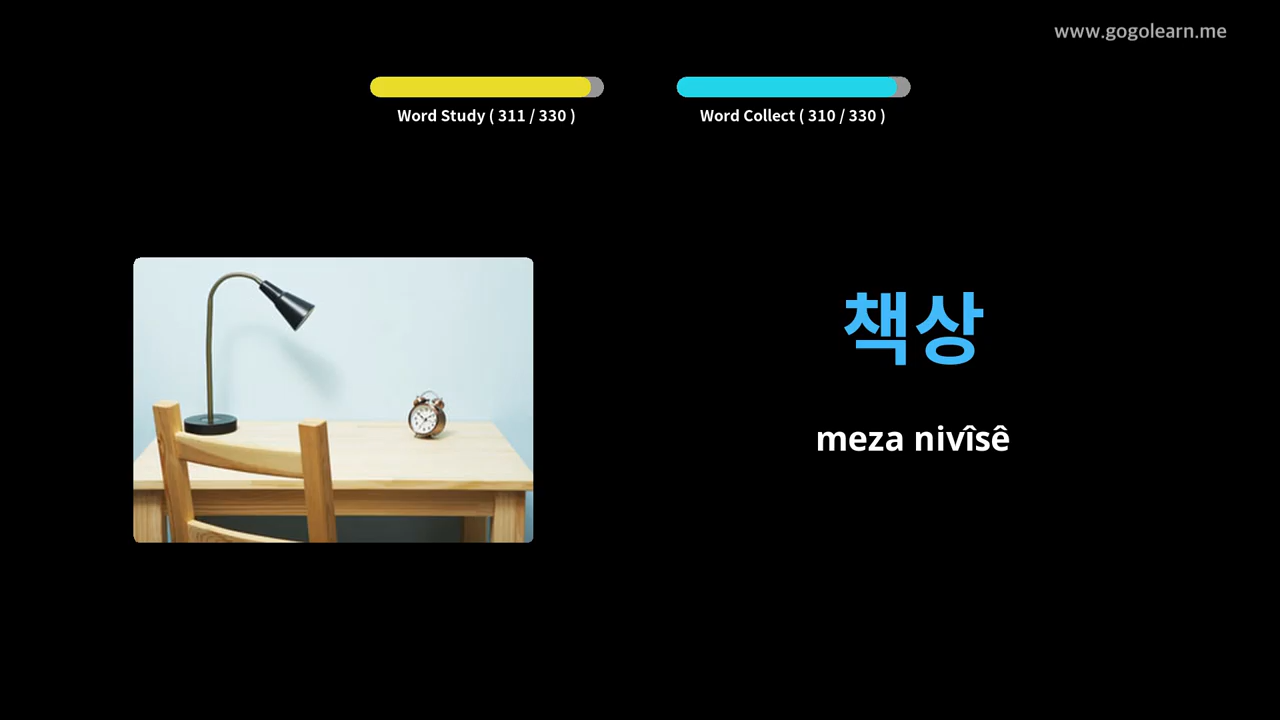 www.gogolearn.me
Word Study ( 311 / 330 )
Word Collect ( 310 / 330 )
책상
meza nivîsê